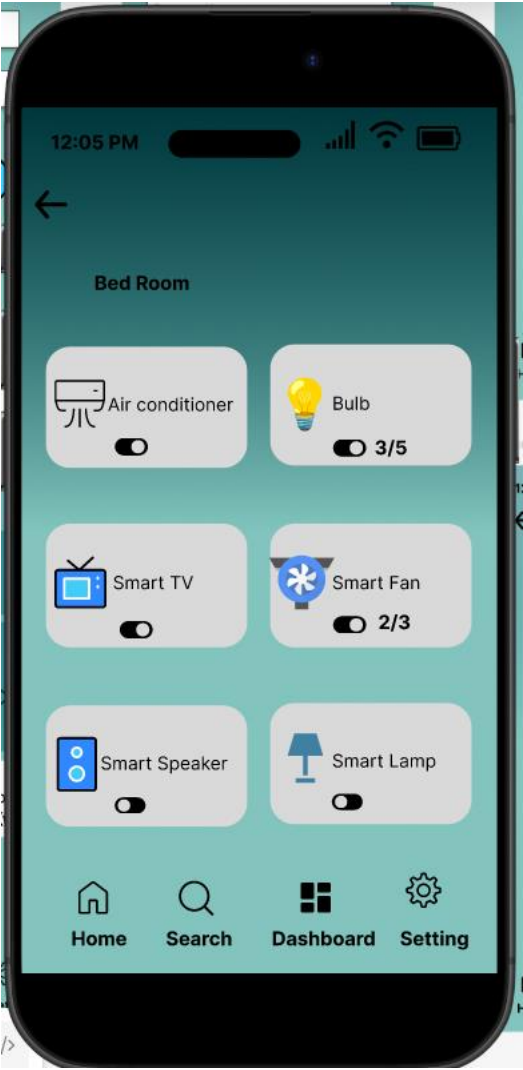 12:05 PM
Bed Room
Air conditioner
Bulb
3/5
Smart TV
Smart Fan
2/3
Smart Speaker
Smart Lamp
Home
Search
Dashboard
Setting
/>